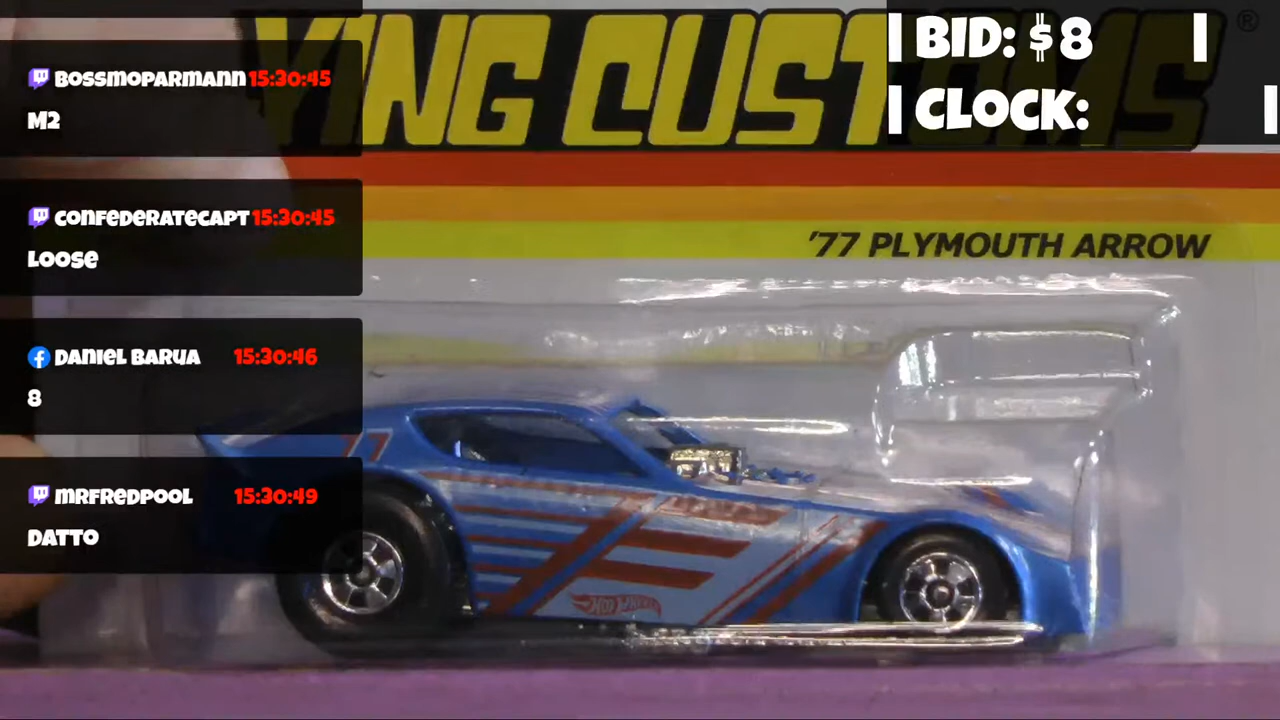 YING CUSTOMS
®
BID: $8
CLOCK:
BOSSMOPARMANN 15:30:45
M2
CONFEDERATECAPT 15:30:45
LOOSE
'77 PLYMOUTH ARROW
DANIEL BARUA 15:30:46
8
MRFREDPOOL 15:30:49
DATTO
77
HOT WHEELS